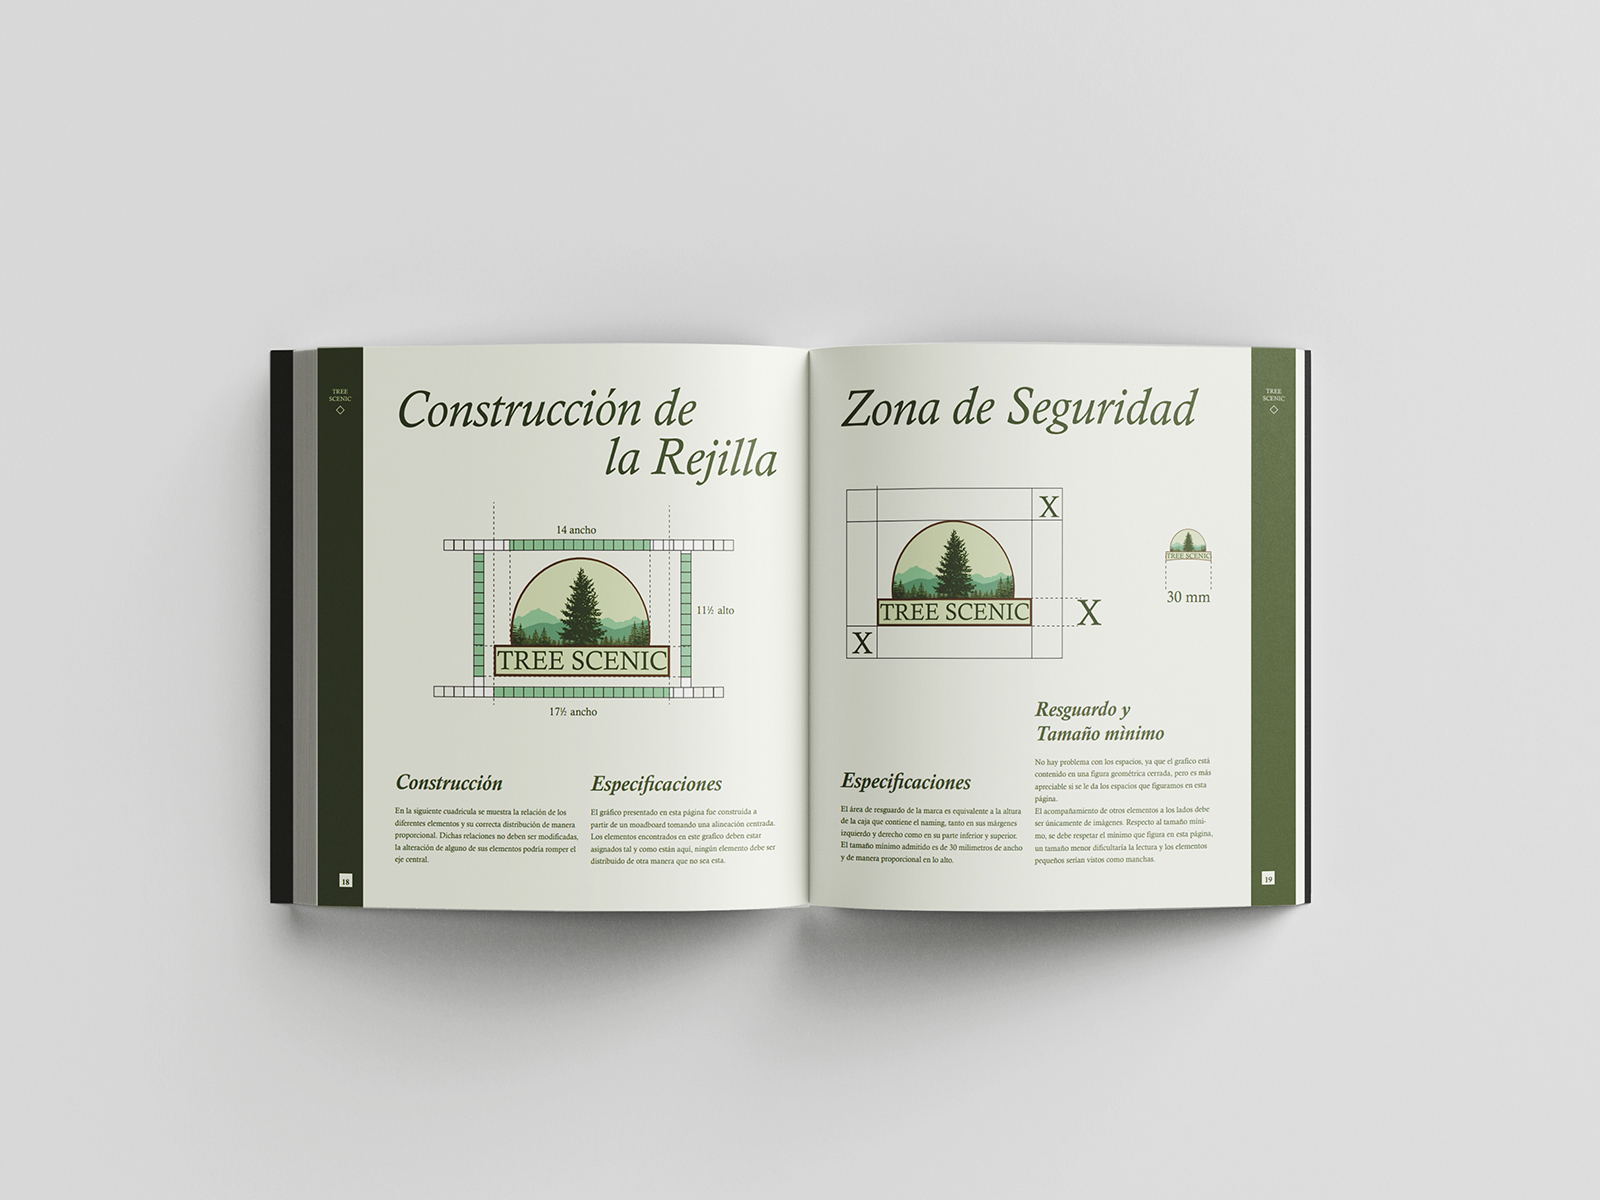 TREE
SCENIC
Construcción de
la Rejilla
14 ancho
11½ alto
TREE SCENIC
17½ ancho
Construcción
En la siguiente cuadricula se muestra la relación de los
diferentes elementos y su correcta distribución de manera
proporcional. Dichas relaciones no deben ser modificadas,
la alteración de alguno de sus elementos podría romper el
eje central.
Especificaciones
El gráfico presentado en esta página fue construida a
partir de un moadboard tomando una alineación centrada.
Los elementos encontrados en este grafico deben estar
asignados tal y como están aquí, ningún elemento debe ser
distribuido de otra manera que no sea esta.
18
TREE
SCENIC
Zona de Seguridad
X
TREE SCENIC
X
X
TREE SCENIC
30 mm
Especificaciones
El área de resguardo de la marca es equivalente a la altura
de la caja que contiene el naming, tanto en sus márgenes
izquierdo y derecho como en su parte inferior y superior.
El tamaño mínimo admitido es de 30 milímetros de ancho
y de manera proporcional en lo alto.
Resguardo y
Tamaño mìnimo
No hay problema con los espacios, ya que el grafico está
contenido en una figura geométrica cerrada, pero es más
apreciable si se le da los espacios que figuramos en esta
página.
El acompañamiento de otros elementos a los lados debe
ser únicamente de imágenes. Respecto al tamaño míni-
mo, se debe respetar el mínimo que figura en esta página,
un tamaño menor dificultaría la lectura y los elementos
pequeños serían vistos como manchas.
19